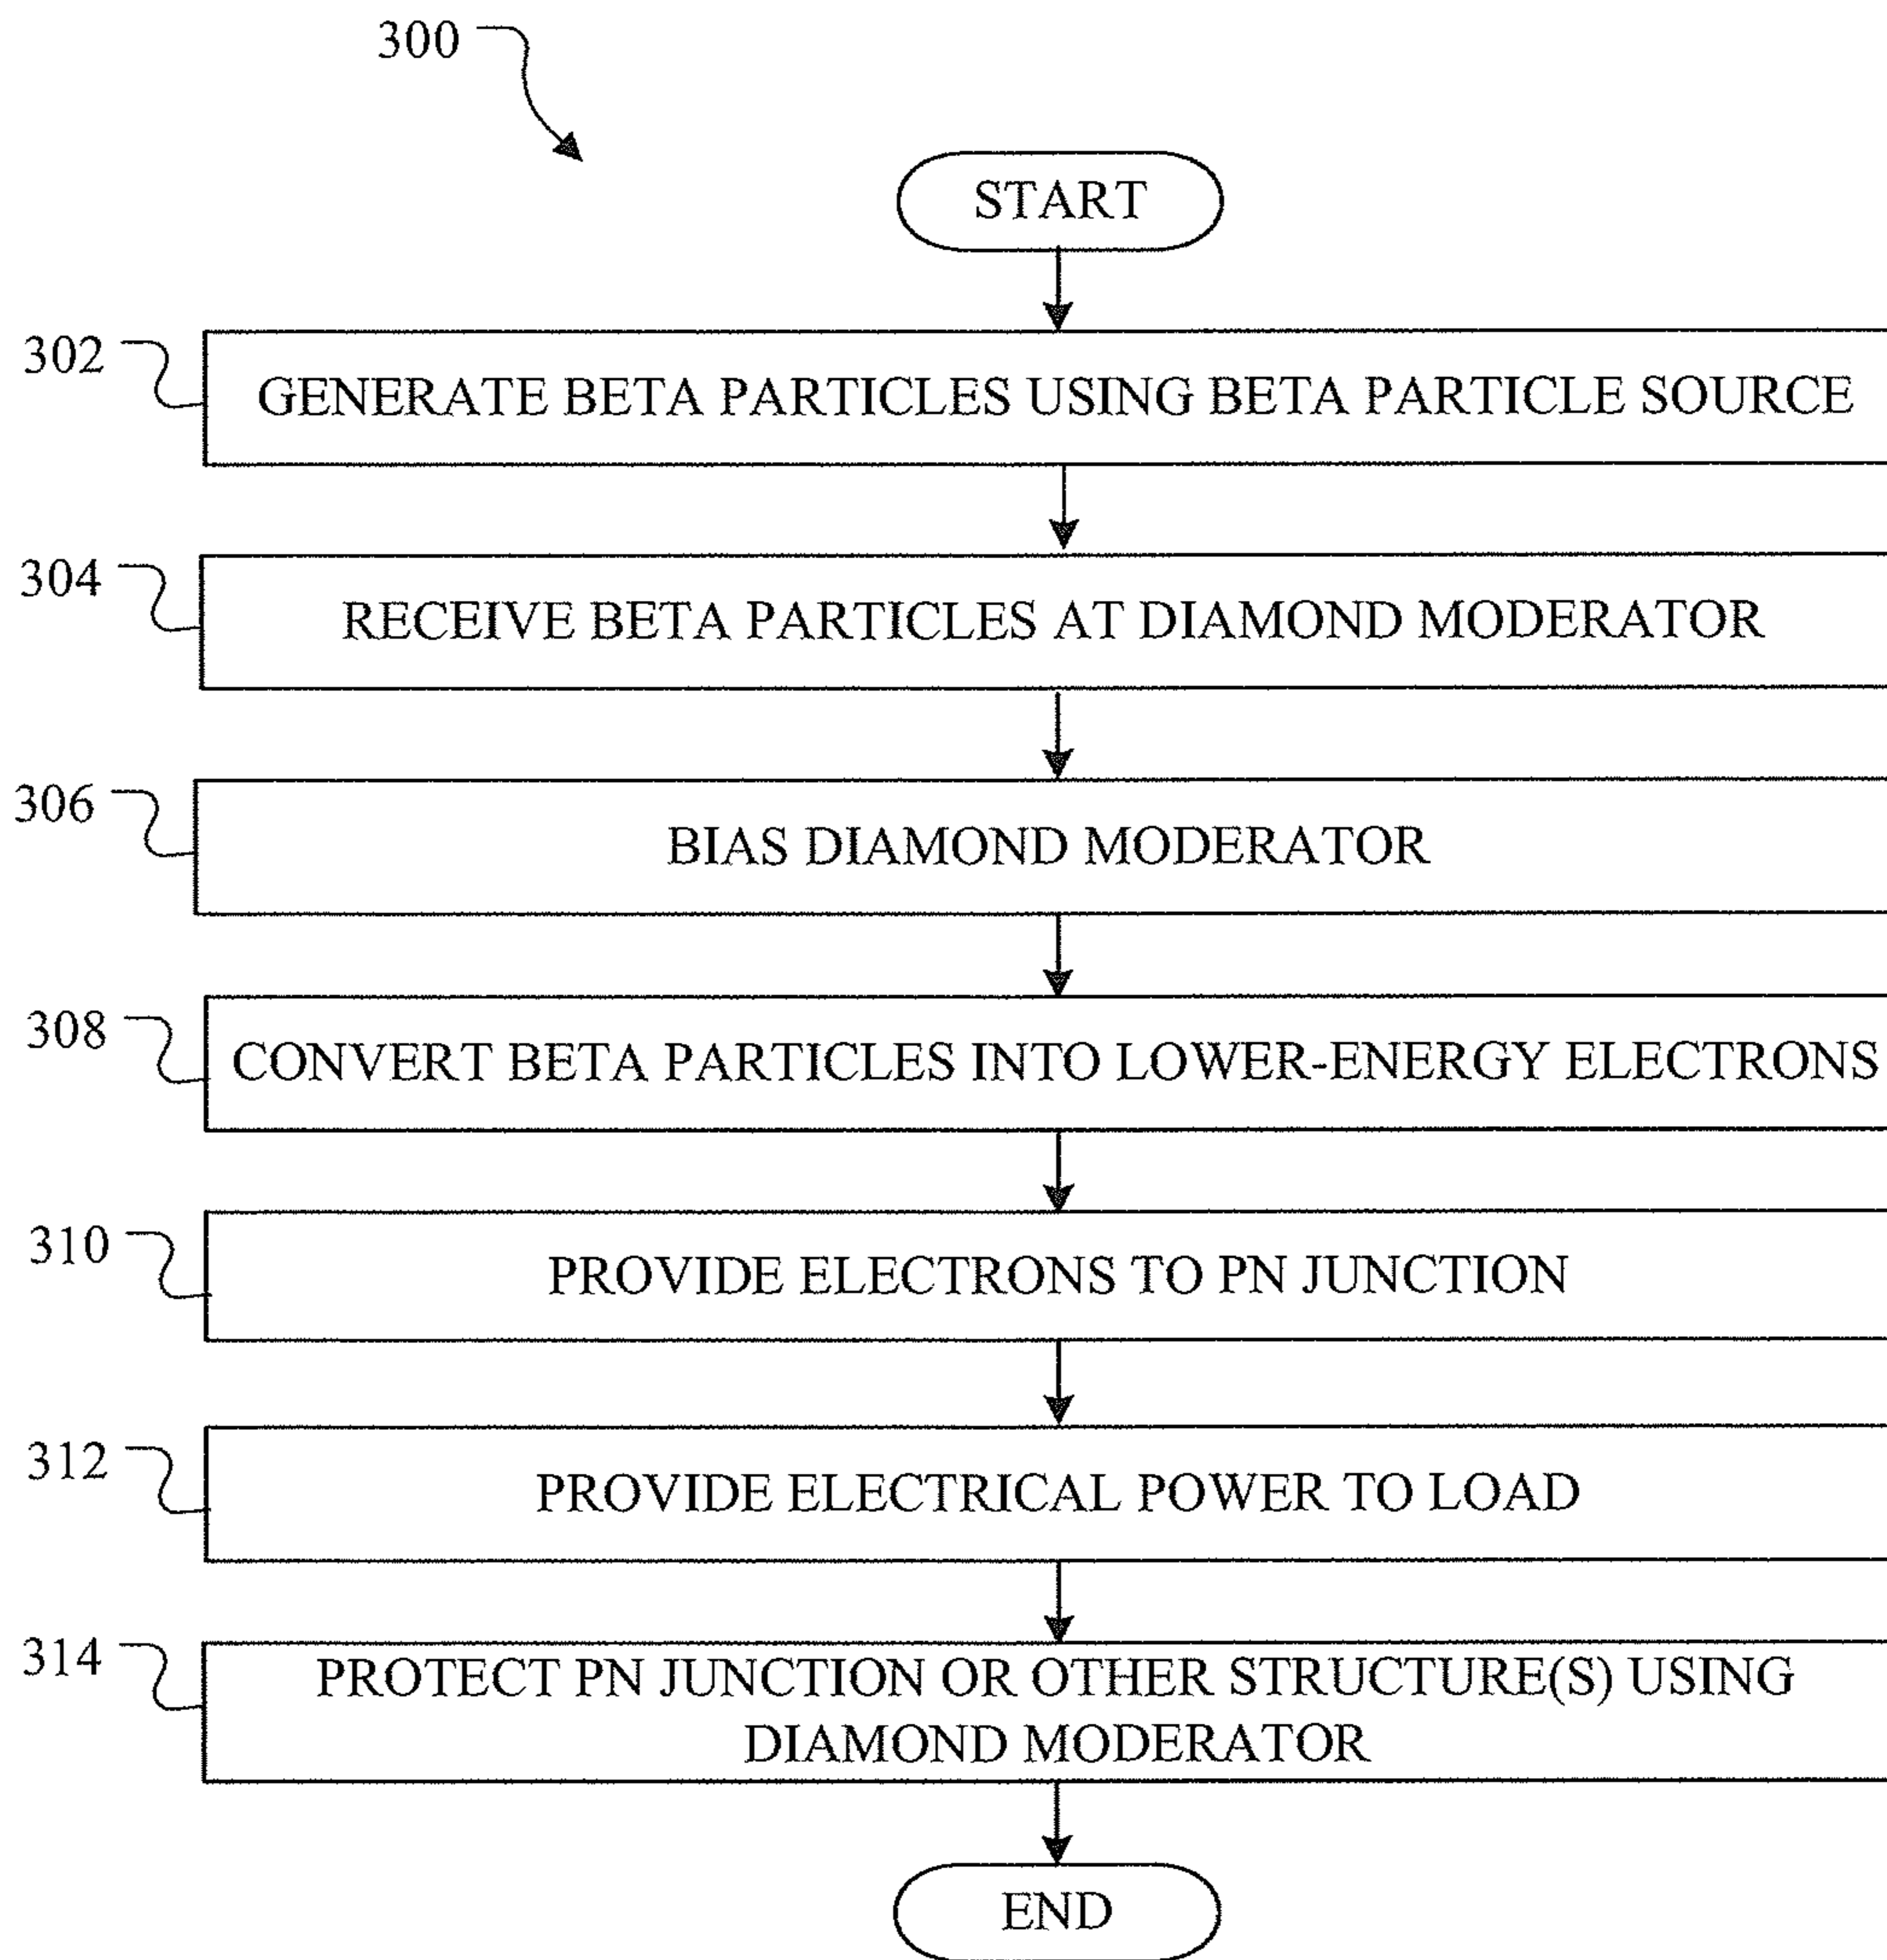 300
START
302
GENERATE BETA PARTICLES USING BETA PARTICLE SOURCE
304
RECEIVE BETA PARTICLES AT DIAMOND MODERATOR
306
BIAS DIAMOND MODERATOR
308
CONVERT BETA PARTICLES INTO LOWER-ENERGY ELECTRONS
310
PROVIDE ELECTRONS TO PN JUNCTION
312
PROVIDE ELECTRICAL POWER TO LOAD
314
PROTECT PN JUNCTION OR OTHER STRUCTURE(S) USING
DIAMOND MODERATOR
END